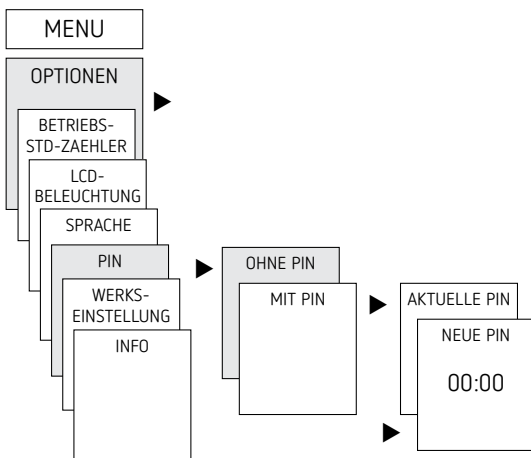 MENU
OPTIONEN
BETRIEBS-
STD-ZAEHLER
LCD-
BELEUCHTUNG
SPRACHE
PIN
WERKS-
EINSTELLUNG
INFO
OHNE PIN
MIT PIN
AKTUELLE PIN
NEUE PIN
00:00